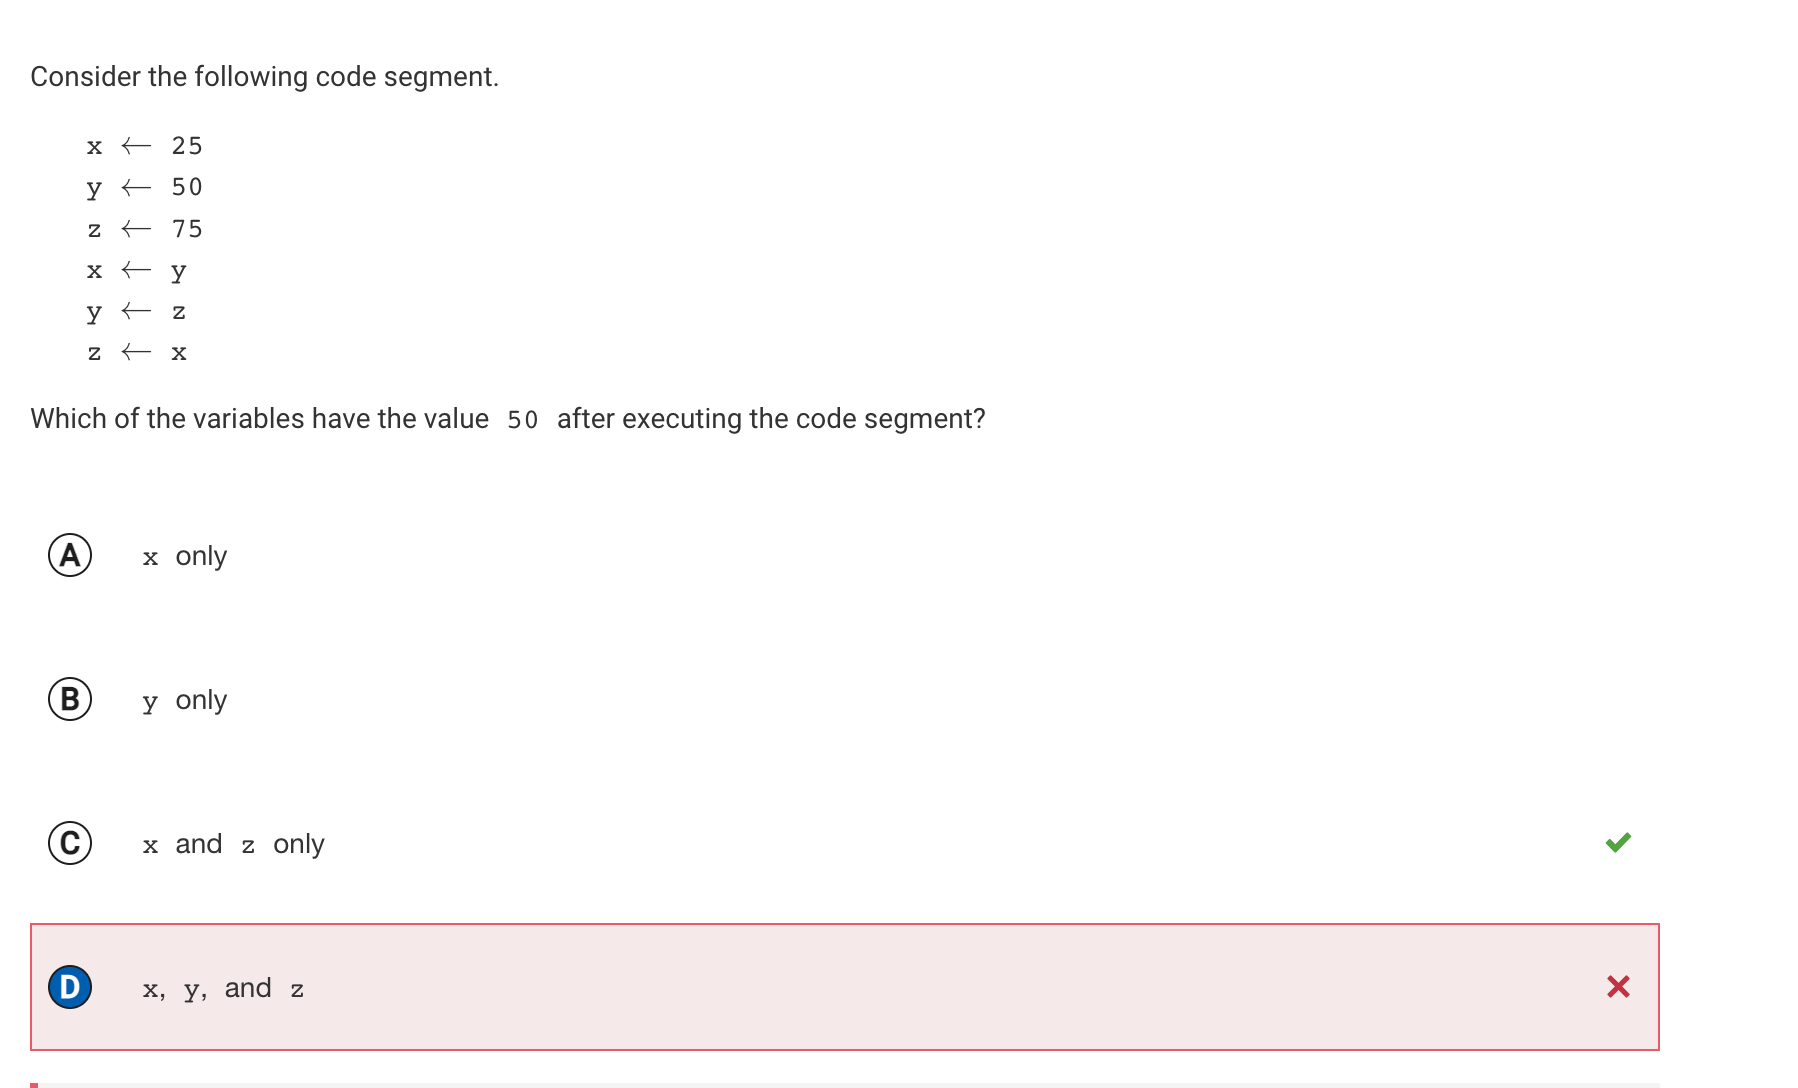 Consider the following code segment.
x ← 25
y ← 50
z ← 75
x ← y
y ← z
z ← x
Which of the variables have the value 50 after executing the code segment?
A x only
B y only
C x and z only
D x, y, and z